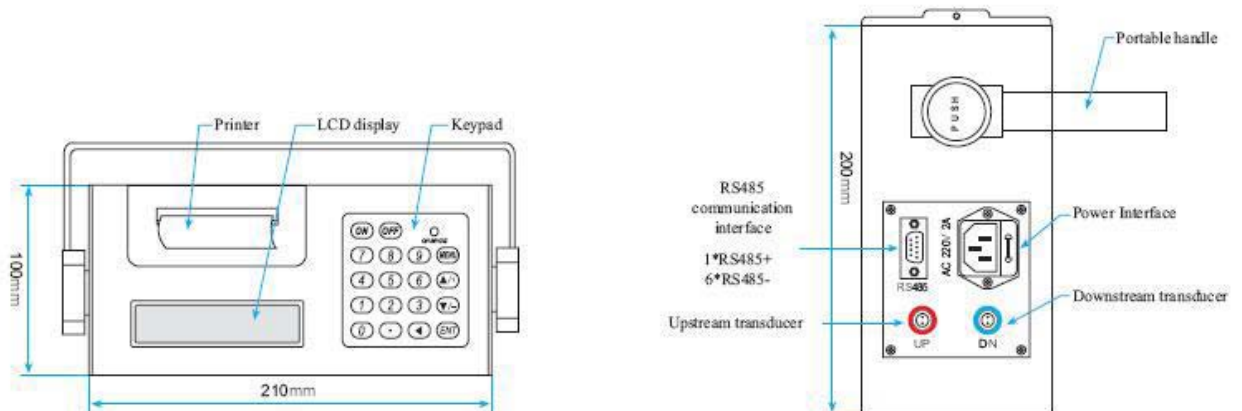 Printer
LCD display
Keypad
100mm
210mm
ON OFF
7 8 9 MENU
4 5 6 ▲/+
1 2 3 ▼/-
0 . ◄ ENT
Portable handle
PUSH
200mm
RS485
communication
interface
1*RS485+
6*RS485-
Power Interface
AC 220V 2A
RS485
Upstream transducer
Downstream transducer
UP
DN